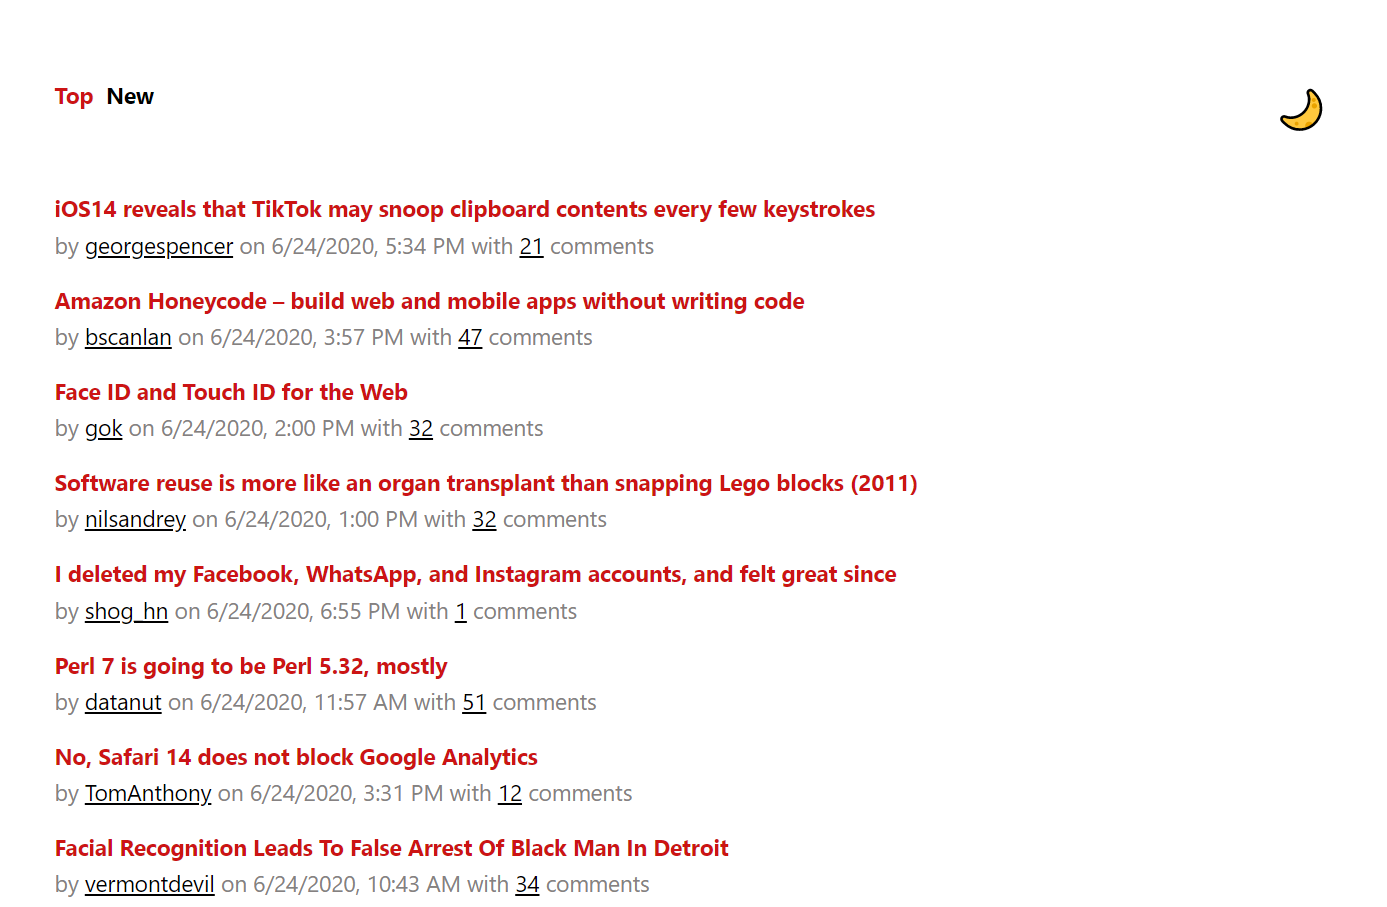 Top New
iOS14 reveals that TikTok may snoop clipboard contents every few keystrokes
by georgespencer on 6/24/2020, 5:34 PM with 21 comments
Amazon Honeycode – build web and mobile apps without writing code
by bscanlan on 6/24/2020, 3:57 PM with 47 comments
Face ID and Touch ID for the Web
by gok on 6/24/2020, 2:00 PM with 32 comments
Software reuse is more like an organ transplant than snapping Lego blocks (2011)
by nilsandrey on 6/24/2020, 1:00 PM with 32 comments
I deleted my Facebook, WhatsApp, and Instagram accounts, and felt great since
by shog_hn on 6/24/2020, 6:55 PM with 1 comments
Perl 7 is going to be Perl 5.32, mostly
by datanut on 6/24/2020, 11:57 AM with 51 comments
No, Safari 14 does not block Google Analytics
by TomAnthony on 6/24/2020, 3:31 PM with 12 comments
Facial Recognition Leads To False Arrest Of Black Man In Detroit
by vermontdevil on 6/24/2020, 10:43 AM with 34 comments